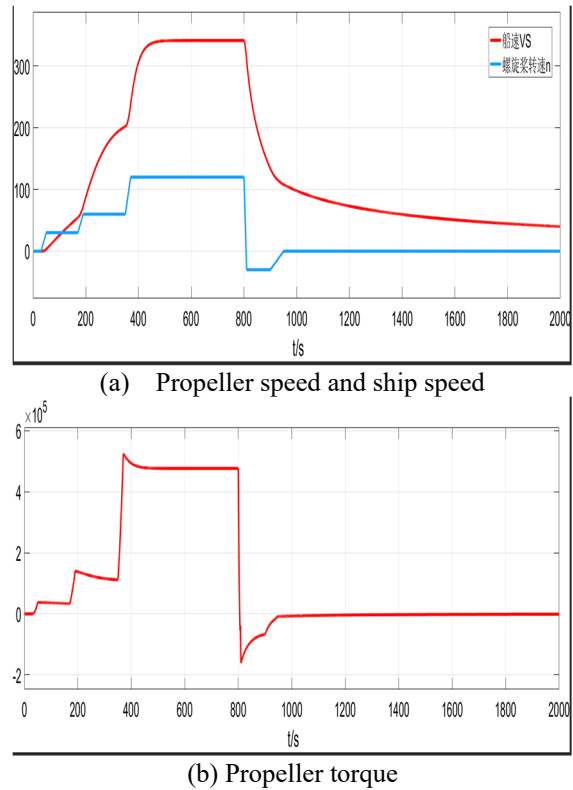 船速VS
螺旋桨转速n
300
200
100
0
0 200 400 600 800 1000 1200 1400 1600 1800 2000
t/s
(a) Propeller speed and ship speed
×10⁵
6
4
2
0
-2
0 200 400 600 800 1000 1200 1400 1600 1800 2000
t/s
(b) Propeller torque